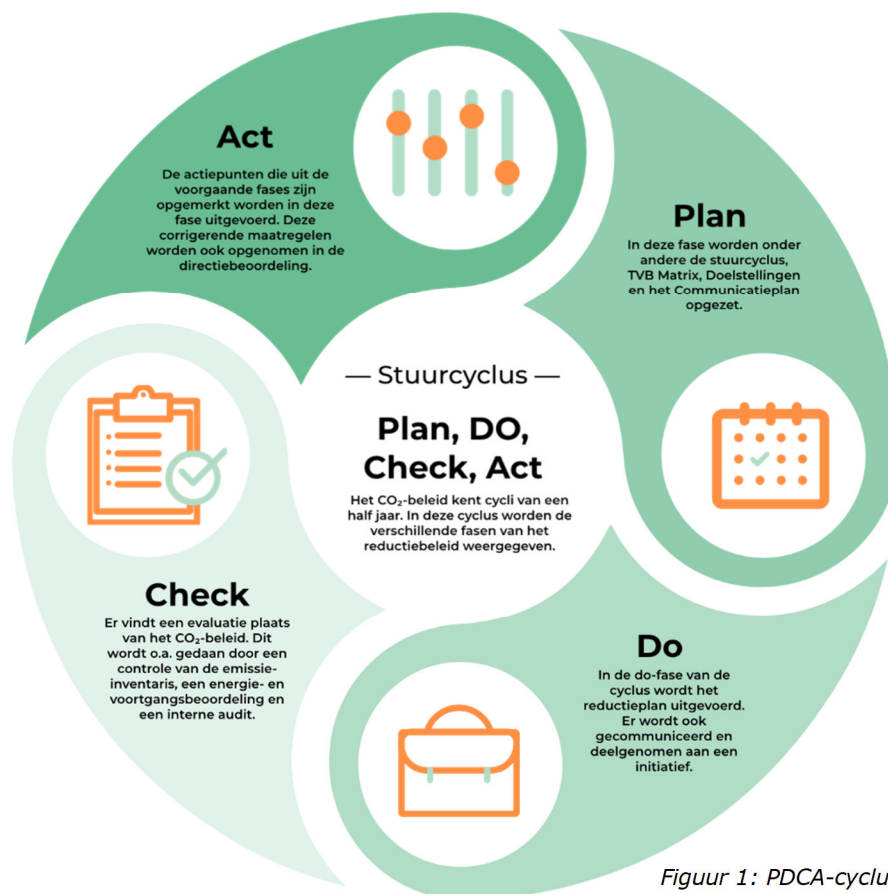 Act
De actiepunten die uit de
voorgaande fases zijn
opgemerkt worden in deze
fase uitgevoerd. Deze
corrigerende maatregelen
worden ook opgenomen in de
directiebeoordeling.
Plan
In deze fase worden onder
andere de stuurcyclus,
TVB Matrix, Doelstellingen
en het Communicatieplan
opgezet.
— Stuurcyclus —
Plan, DO,
Check, Act
Het CO₂-beleid kent cycli van een
half jaar. In deze cyclus worden de
verschillende fasen van het
reductiebeleid weergegeven.
Check
Er vindt een evaluatie plaats
van het CO₂-beleid. Dit
wordt o.a. gedaan door een
controle van de emissie-
inventaris, een energie- en
voortgangsbeoordeling en
een interne audit.
Do
In de do-fase van de
cyclus wordt het
reductieplan uitgevoerd.
Er wordt ook
gecommuniceerd en
deelgenomen aan een
initiatief.
Figuur 1: PDCA-cyclu